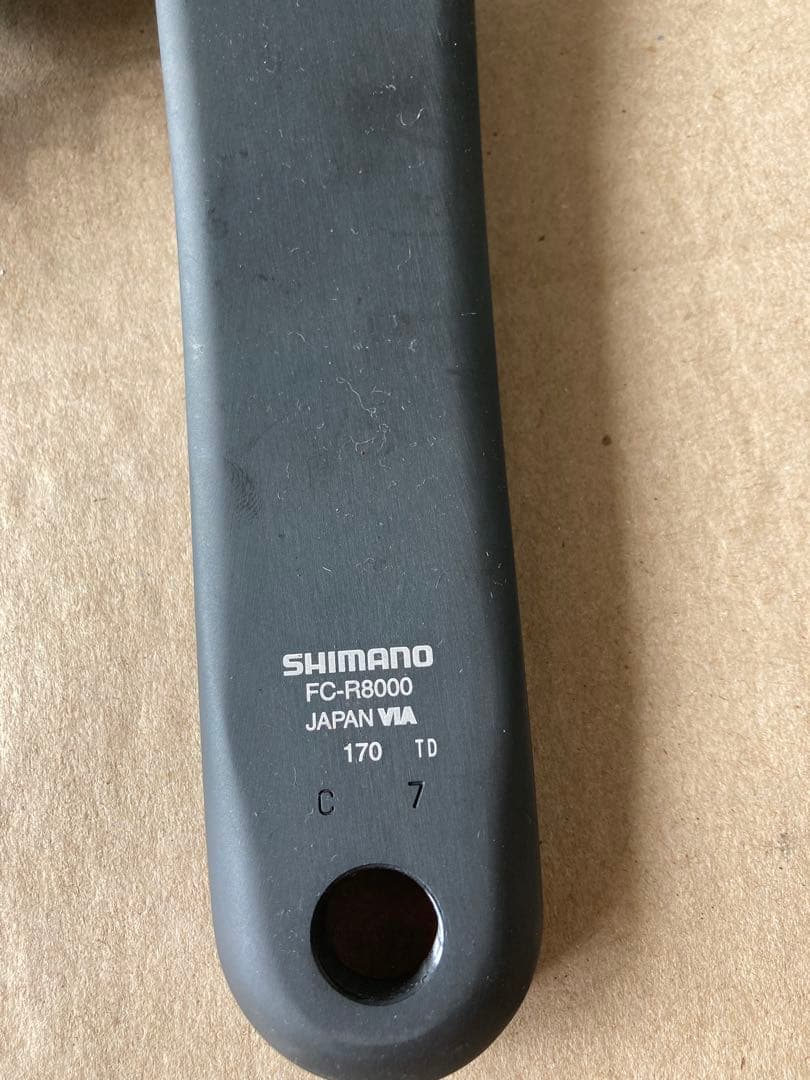 SHIMANO
FC-R8000
JAPAN VIA
170 TD
C 7